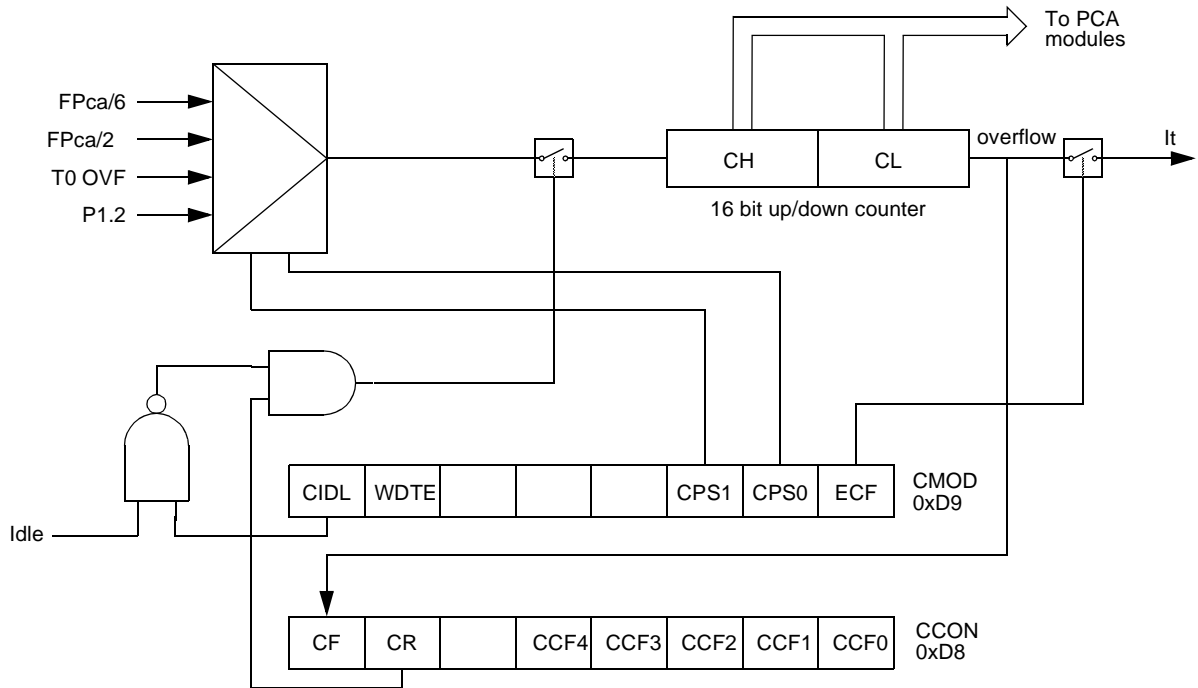 To PCA
modules
FPca/6
FPca/2
T0 OVF
P1.2
CH
CL
overflow
It
16 bit up/down counter
CIDL
WDTE
CPS1
CPS0
ECF
CMOD
0xD9
Idle
CF
CR
CCF4
CCF3
CCF2
CCF1
CCF0
CCON
0xD8